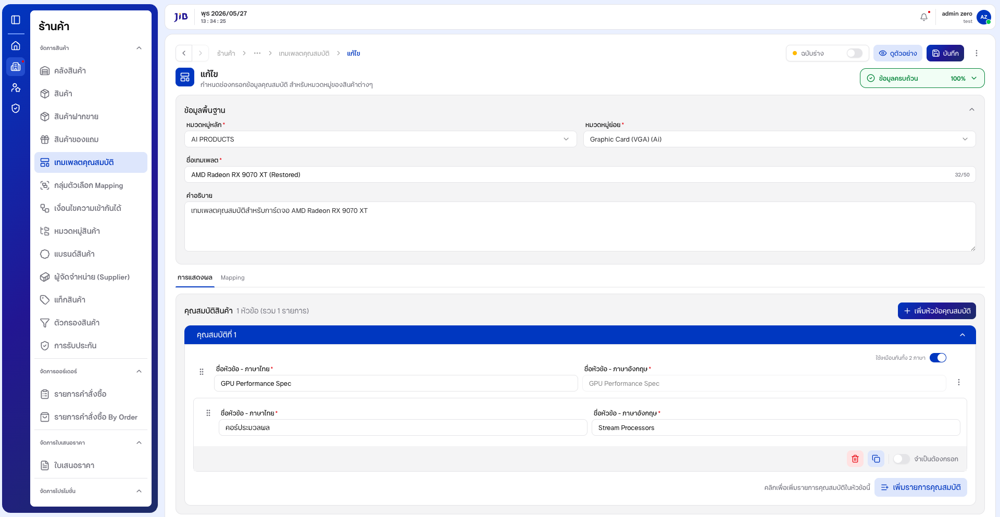 ร้านค้า
จัดการสินค้า
คลังสินค้า
สินค้า
สินค้าฝากขาย
สินค้าของแถม
เทมเพลตคุณสมบัติ
กลุ่มตัวเลือก Mapping
เงื่อนไขความเข้ากันได้
หมวดหมู่สินค้า
แบรนด์สินค้า
ผู้จัดจำหน่าย (Supplier)
แท็กสินค้า
ตัวกรองสินค้า
การรับประกัน
จัดการออร์เดอร์
รายการคำสั่งซื้อ
รายการคำสั่งซื้อ By Order
จัดการใบเสนอราคา
ใบเสนอราคา
จัดการโปรโมชั่น
JIB
พุธ 2026/05/27
13 : 34 : 25
admin zero
test
AZ
ร้านค้า
เทมเพลตคุณสมบัติ
แก้ไข
ฉบับร่าง
ดูตัวอย่าง
บันทึก
แก้ไข
กำหนดช่องกรอกข้อมูลคุณสมบัติ สำหรับหมวดหมู่ของสินค้าต่างๆ
ข้อมูลครบถ้วน 100%
ข้อมูลพื้นฐาน
หมวดหมู่หลัก*
AI PRODUCTS
หมวดหมู่ย่อย*
Graphic Card (VGA) (Ai)
ชื่อเทมเพลต*
AMD Radeon RX 9070 XT (Restored)
32/50
คำอธิบาย
เทมเพลตคุณสมบัติสำหรับการ์ดจอ AMD Radeon RX 9070 XT
การแสดงผล
Mapping
คุณสมบัติสินค้า 1 หัวข้อ (รวม 1 รายการ)
เพิ่มหัวข้อคุณสมบัติ
คุณสมบัติที่ 1
ใช้เหมือนกันทั้ง 2 ภาษา
ชื่อหัวข้อ - ภาษาไทย*
GPU Performance Spec
ชื่อหัวข้อ - ภาษาอังกฤษ*
GPU Performance Spec
ชื่อหัวข้อ - ภาษาไทย*
คอร์ประมวลผล
ชื่อหัวข้อ - ภาษาอังกฤษ*
Stream Processors
จำเป็นต้องกรอก
คลิกเพื่อเพิ่มรายการคุณสมบัติในหัวข้อนี้
เพิ่มรายการคุณสมบัติ